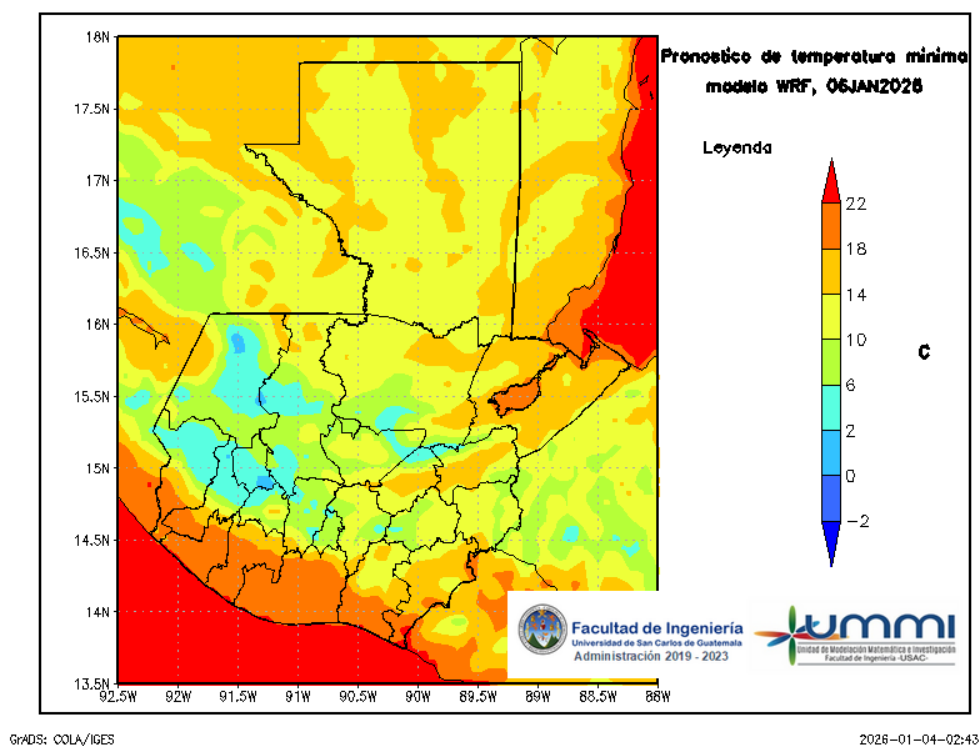 Pronostico de temperatura minima
modelo WRF, 06JAN2026
Leyenda
22
18
14
10
6
2
0
-2
C
18N
17.5N
17N
16.5N
16N
15.5N
15N
14.5N
14N
13.5N
92.5W
92W
91.5W
91W
90.5W
90W
89.5W
89W
88.5W
88W
Facultad de Ingeniería
Universidad de San Carlos de Guatemala
Administración 2019 - 2023
ummi
Unidad de Modelación Matemática e Investigación
Facultad de Ingeniería -USAC-
GrADS: COLA/IGES
2026-01-04-02:43